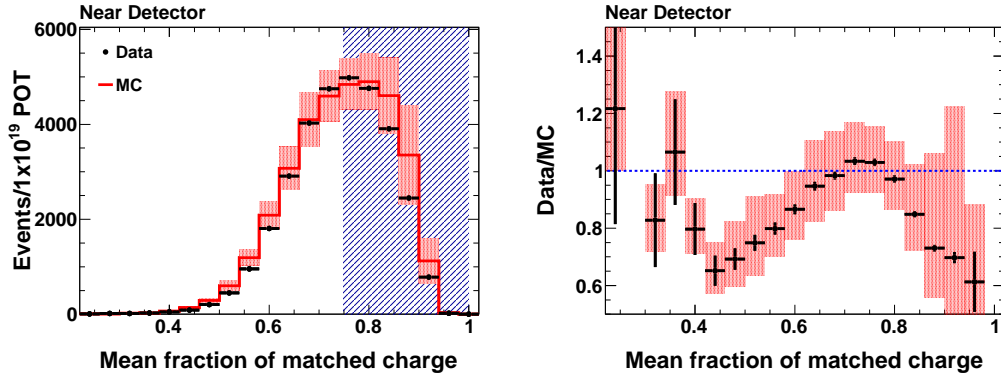 Near Detector
Events/1x10^19 POT
6000
4000
2000
0
Data
MC
0.4
0.6
0.8
1
Mean fraction of matched charge
Near Detector
Data/MC
1.4
1.2
1
0.8
0.6
0.4
0.6
0.8
1
Mean fraction of matched charge